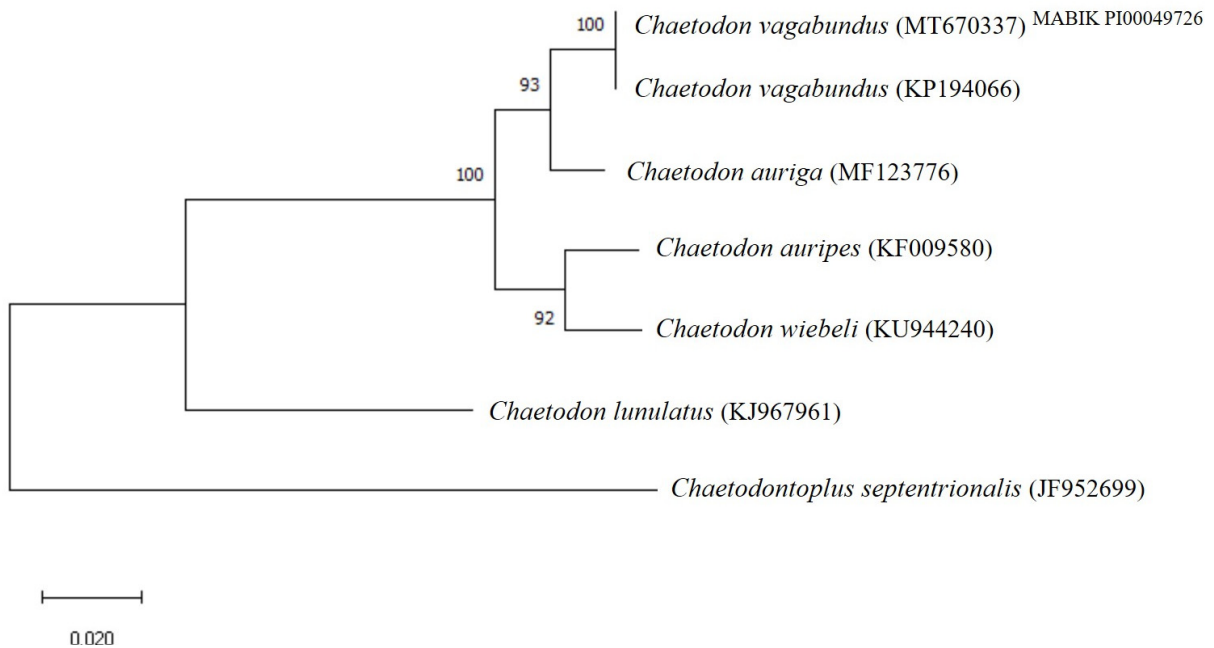 100
Chaetodon vagabundus (MT670337) MABIK PI00049726
93
Chaetodon vagabundus (KP194066)
100
Chaetodon auriga (MF123776)
Chaetodon auripes (KF009580)
92
Chaetodon wiebeli (KU944240)
Chaetodon lunulatus (KJ967961)
Chaetodontoplus septentrionalis (JF952699)
0.020